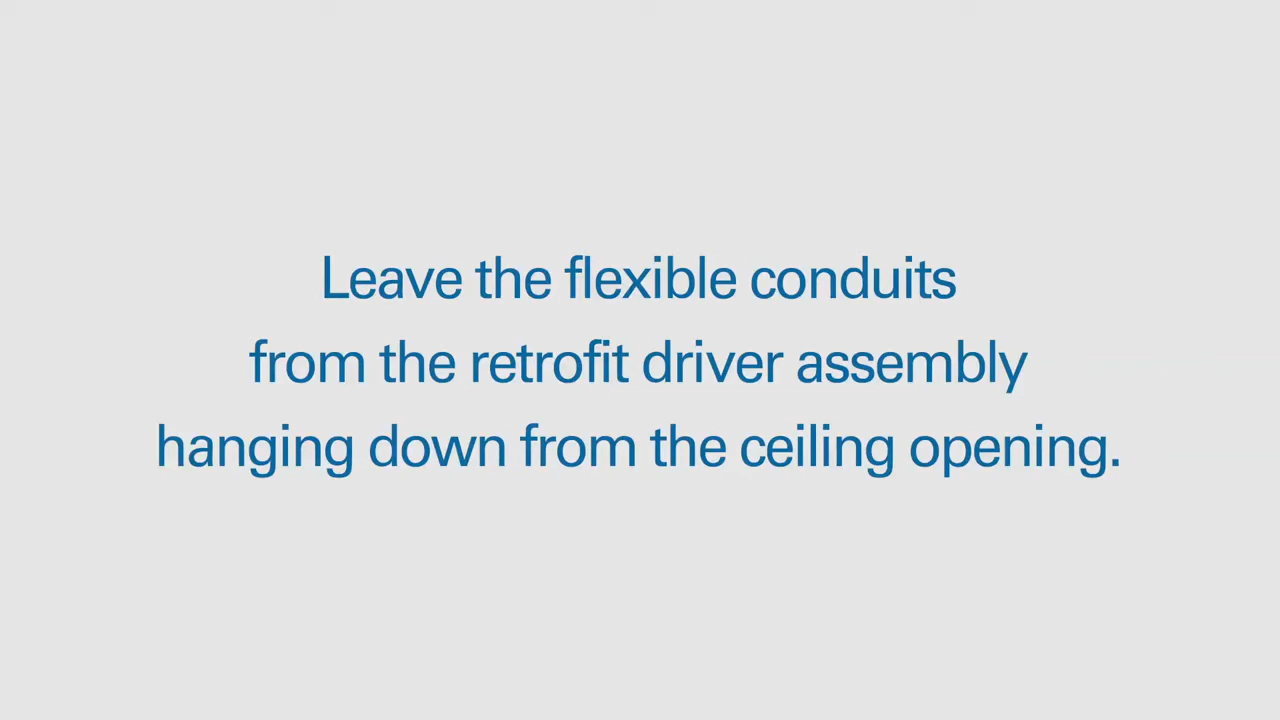 Leave the flexible conduits
from the retrofit driver assembly
hanging down from the ceiling opening.